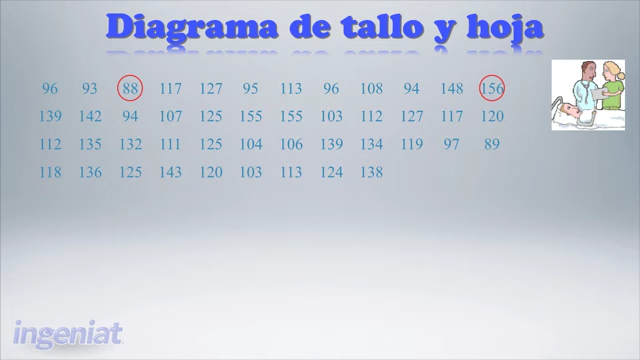 Diagrama de tallo y hoja
96 93 88 117 127 95 113 96 108 94 148 156
139 142 94 107 125 155 155 103 112 127 117 120
112 135 132 111 125 104 106 139 134 119 97 89
118 136 125 143 120 103 113 124 138
ingeniat